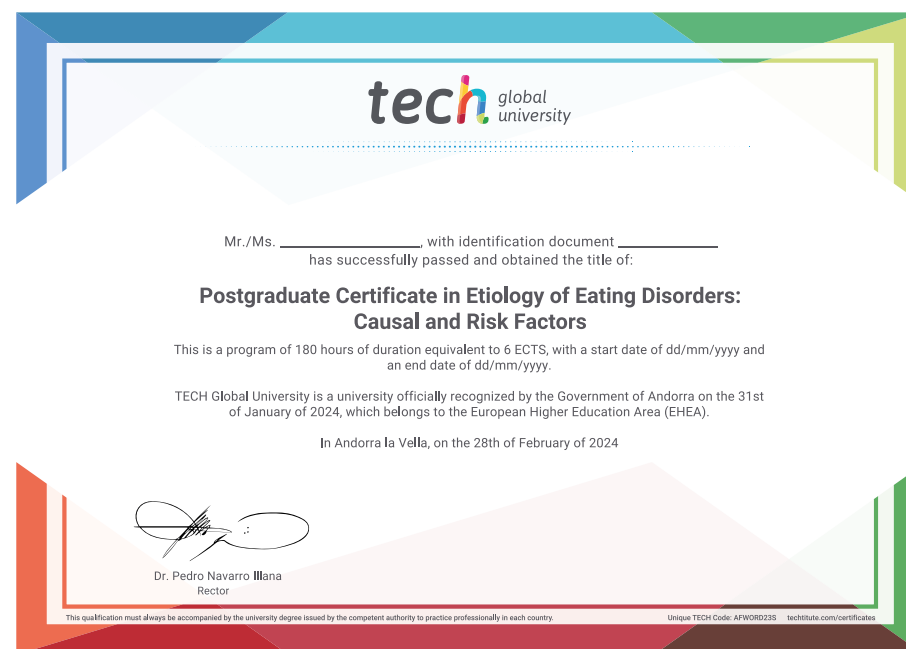 tech global university
Mr./Ms. ____________________, with identification document ______________
has successfully passed and obtained the title of:
Postgraduate Certificate in Etiology of Eating Disorders:
Causal and Risk Factors
This is a program of 180 hours of duration equivalent to 6 ECTS, with a start date of dd/mm/yyyy and
an end date of dd/mm/yyyy.
TECH Global University is a university officially recognized by the Government of Andorra on the 31st
of January of 2024, which belongs to the European Higher Education Area (EHEA).
In Andorra la Vella, on the 28th of February of 2024
Dr. Pedro Navarro Illana
Rector
This qualification must always be accompanied by the university degree issued by the competent authority to practice professionally in each country.
Unique TECH Code: AFWORD23S techtitute.com/certificates